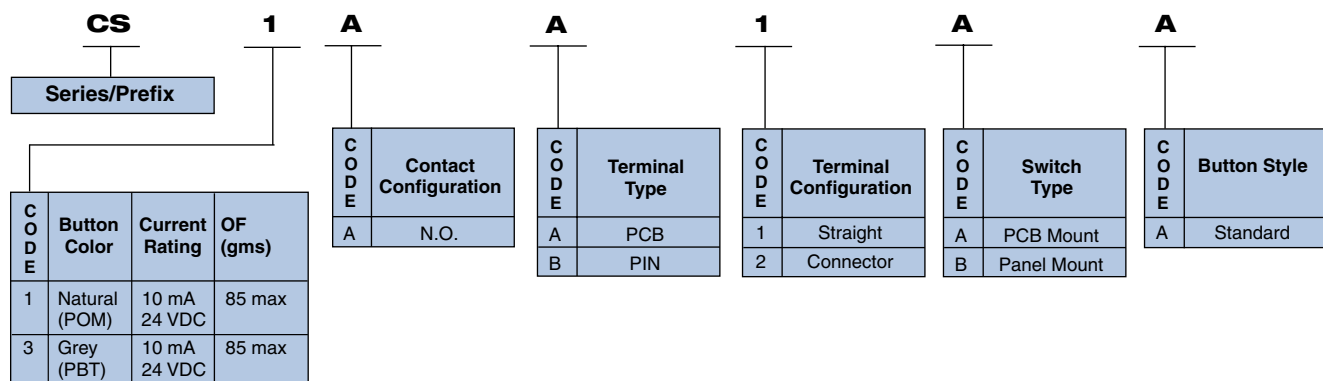 CS 1 A A 1 A A
Series/Prefix
C
O
D
E
Button
Color
Current
Rating
OF
(gms)
1 Natural
(POM)
10 mA
24 VDC
85 max
3 Grey
(PBT)
10 mA
24 VDC
85 max
C
O
D
E
Contact
Configuration
A N.O.
C
O
D
E
Terminal
Type
A PCB
B PIN
C
O
D
E
Terminal
Configuration
1 Straight
2 Connector
C
O
D
E
Switch
Type
A PCB Mount
B Panel Mount
C
O
D
E
Button Style
A Standard